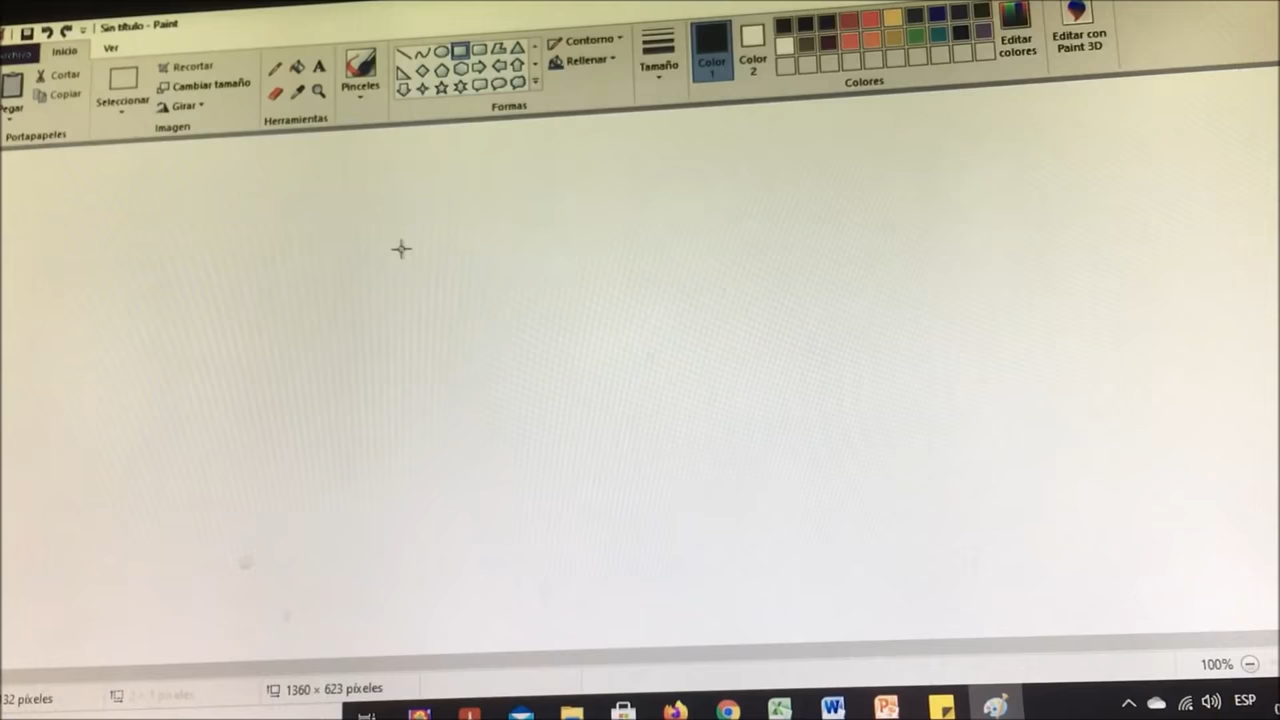 Sin título - Paint
Archivo
Inicio
Ver
Pegar
Cortar
Copiar
Portapapeles
Seleccionar
Recortar
Cambiar tamaño
Girar
Imagen
A
Herramientas
Pinceles
Formas
Contorno
Rellenar
Tamaño
Color
1
Color
2
Colores
Editar
colores
Editar con
Paint 3D
132 píxeles
1360 × 623 píxeles
100%
ESP